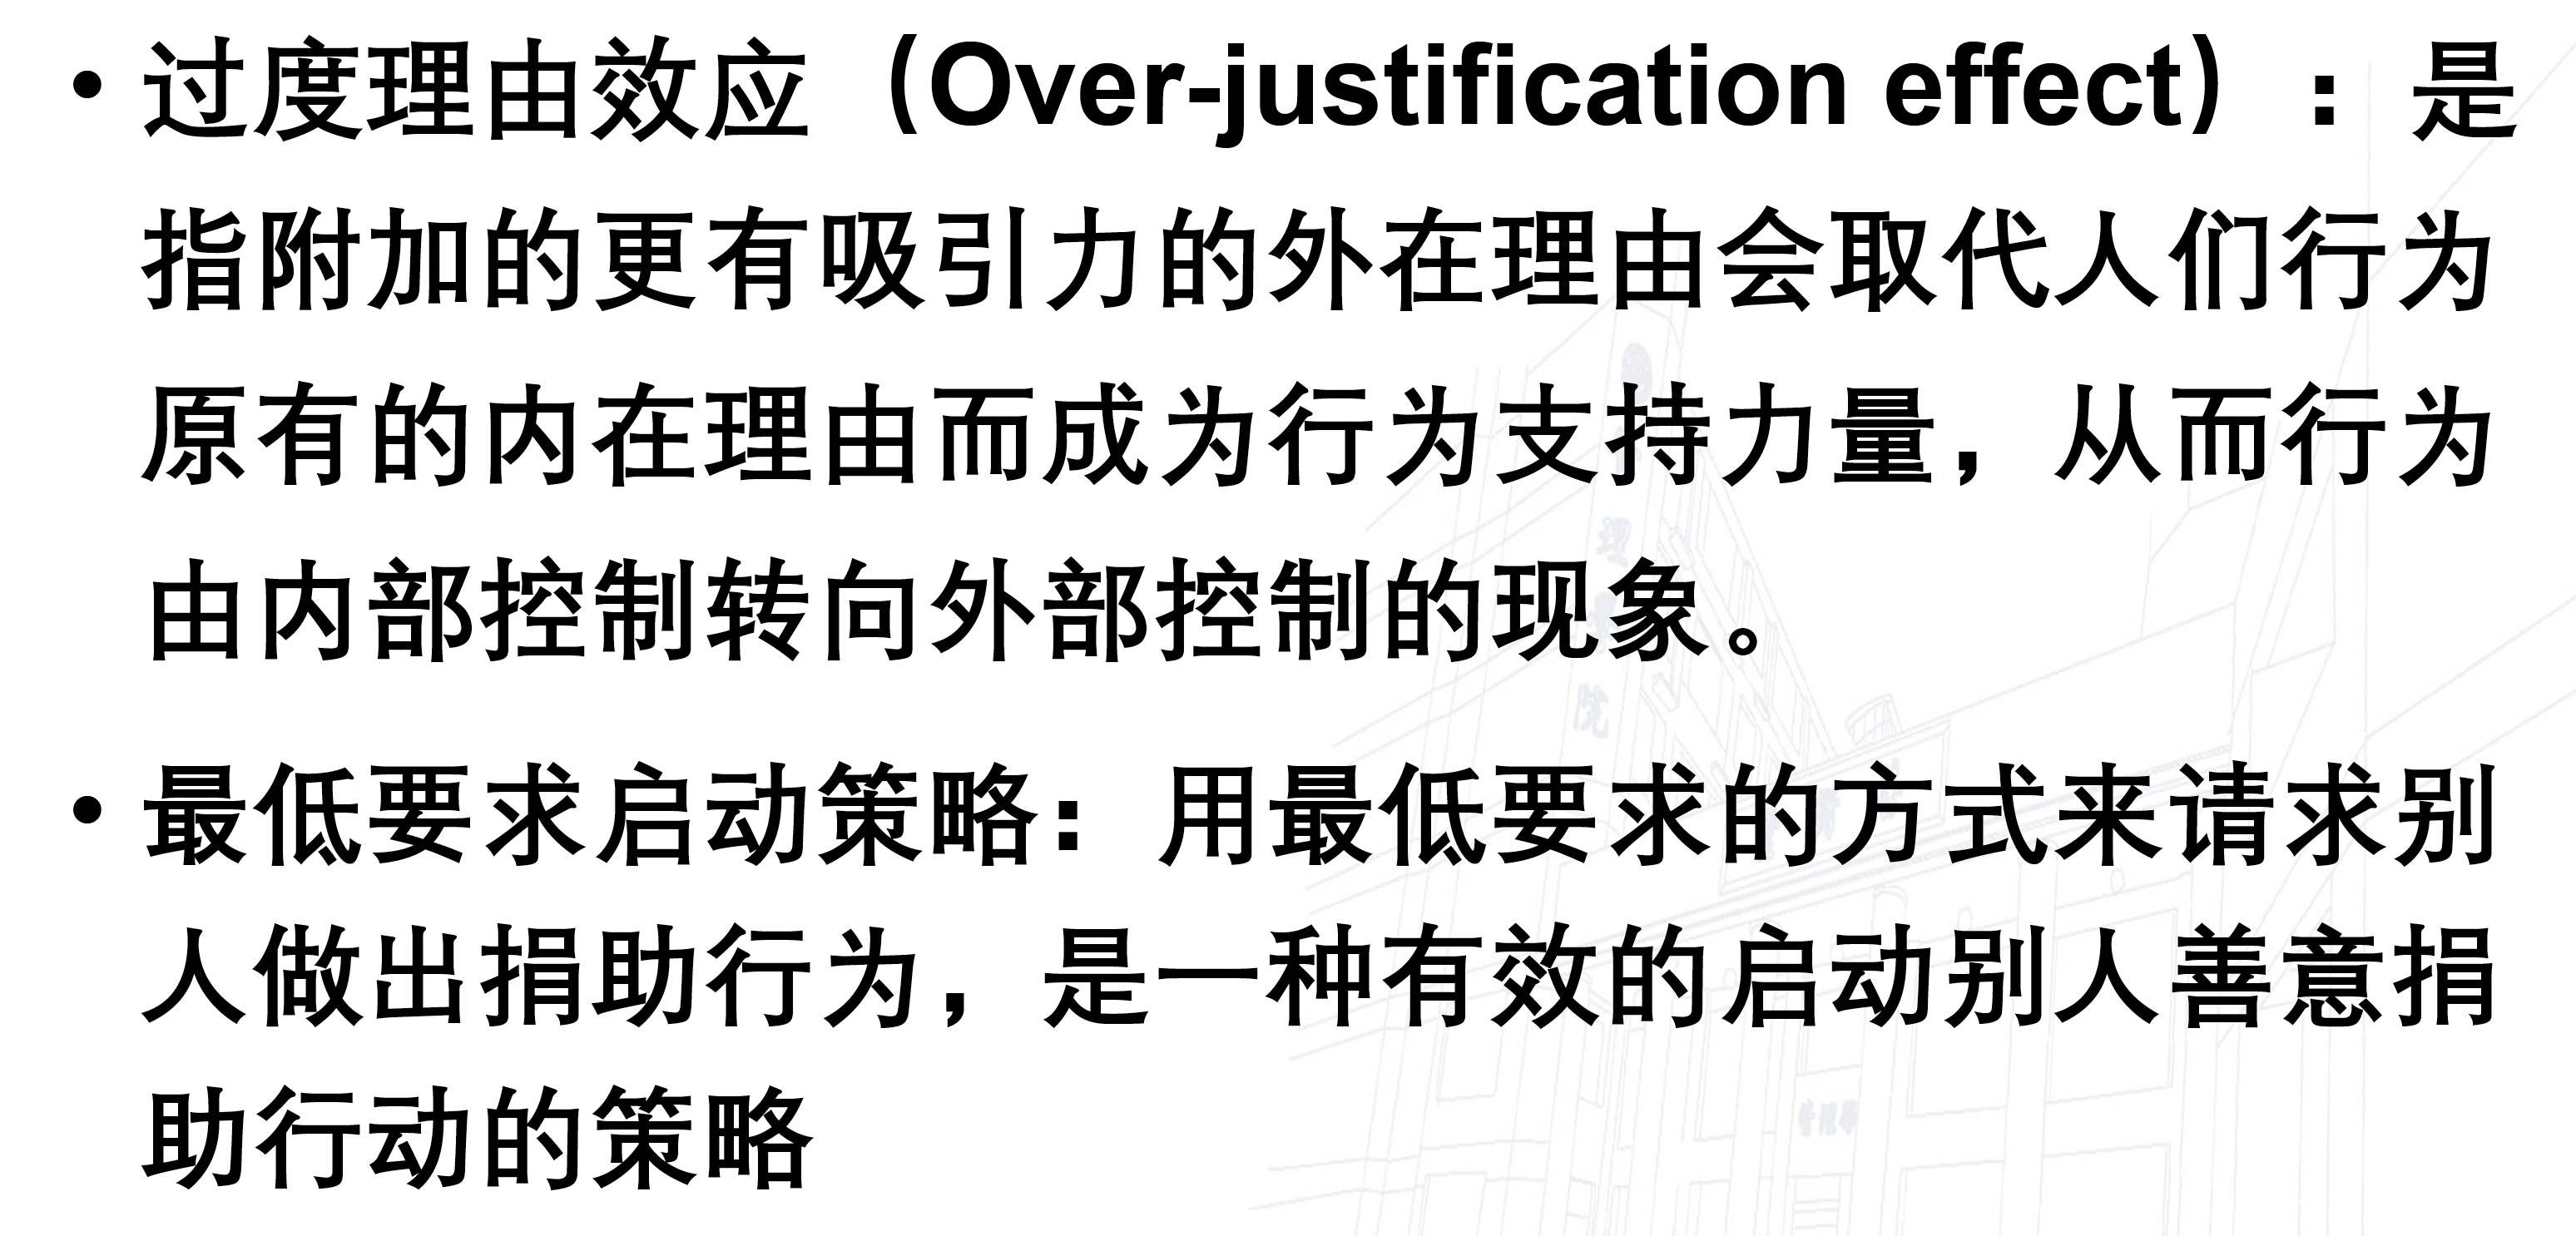 • 过度理由效应（Over-justification effect）：是
指附加的更有吸引力的外在理由会取代人们行为
原有的内在理由而成为行为支持力量，从而行为
由内部控制转向外部控制的现象。
• 最低要求启动策略：用最低要求的方式来请求别
人做出捐助行为，是一种有效的启动别人善意捐
助行动的策略